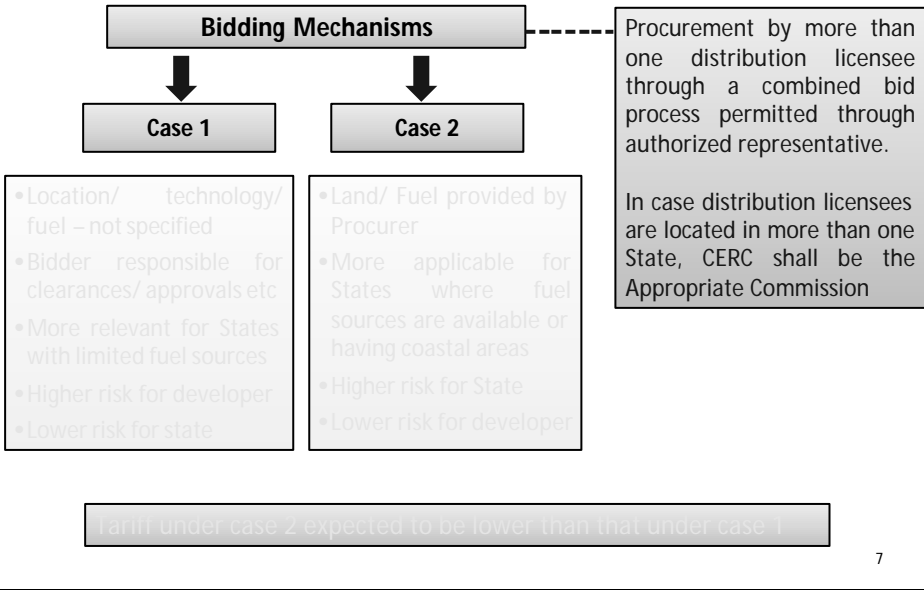 Bidding Mechanisms
Case 1
Case 2
•Location/ technology/
fuel – not specified
•Bidder responsible for
clearances/ approvals etc
•More relevant for States
with limited fuel sources
•Higher risk for developer
•Lower risk for state
•Land/ Fuel provided by
Procurer
•More applicable for
States where fuel
sources are available or
having coastal areas
•Higher risk for State
•Lower risk for developer
Procurement by more than
one distribution licensee
through a combined bid
process permitted through
authorized representative.
In case distribution licensees
are located in more than one
State, CERC shall be the
Appropriate Commission
Tariff under case 2 expected to be lower than that under case 1
7